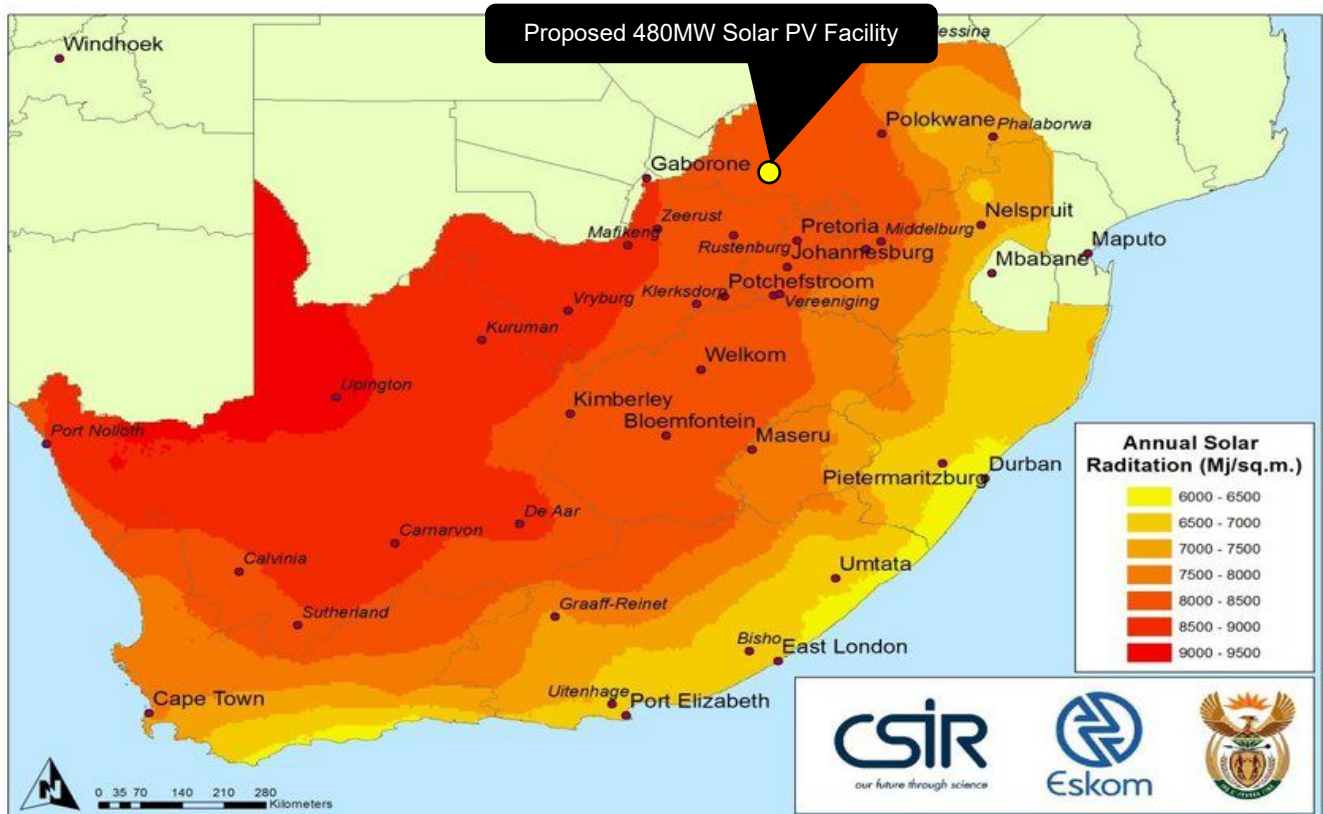 Proposed 480MW Solar PV Facility
Windhoek
Polokwane
Phalaborwa
Gaborone
Zeerust
Mafikeng
Rustenburg
Pretoria
Middelburg
Johannesburg
Nelspruit
Maputo
Mbabane
Potchefstroom
Klerksdorp
Vereeniging
Vryburg
Kuruman
Welkom
Upington
Kimberley
Bloemfontein
Maseru
Port Nolloth
Pietermaritzburg
Durban
De Aar
Carnarvon
Calvinia
Umtata
Sutherland
Graaff-Reinet
Bisho
East London
Uitenhage
Port Elizabeth
Cape Town
Annual Solar
Raditation (Mj/sq.m.)
6000 - 6500
6500 - 7000
7000 - 7500
7500 - 8000
8000 - 8500
8500 - 9000
9000 - 9500
N
0 35 70 140 210 280
Kilometers
CSIR
our future through science
Eskom